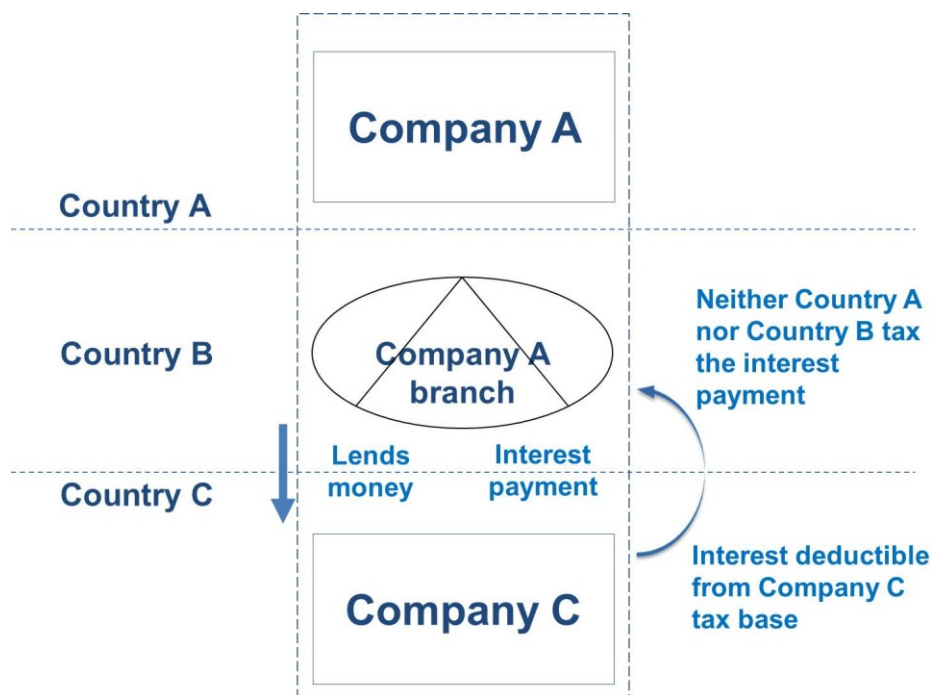 Company A
Country A
Country B
Company A
branch
Neither Country A
nor Country B tax
the interest
payment
Lends
money
Interest
payment
Country C
Company C
Interest deductible
from Company C
tax base